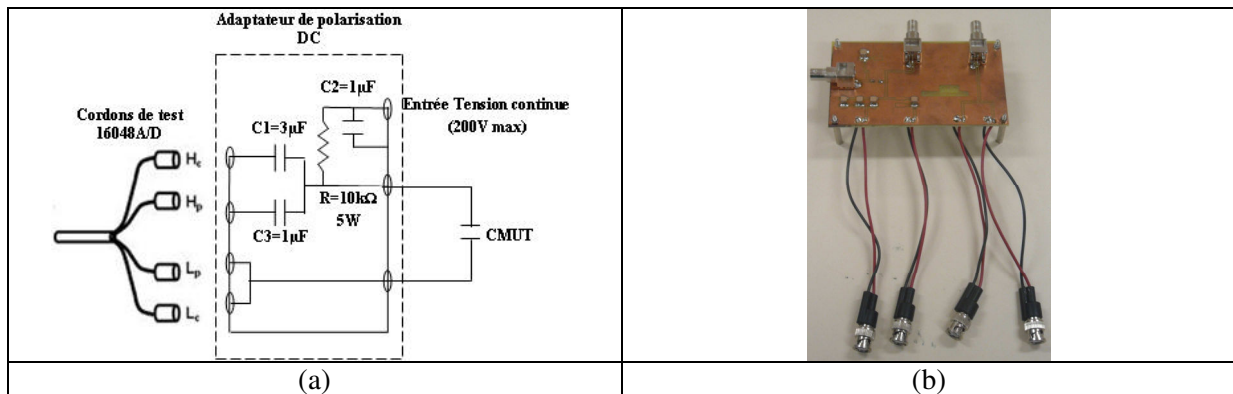 Adaptateur de polarisation
DC
C2=1µF
Entrée Tension continue
(200V max)
Cordons de test
16048A/D
C1=3µF
Hc
Hp
R=10kΩ
5W
C3=1µF
CMUT
Lp
Lc
(a)
(b)